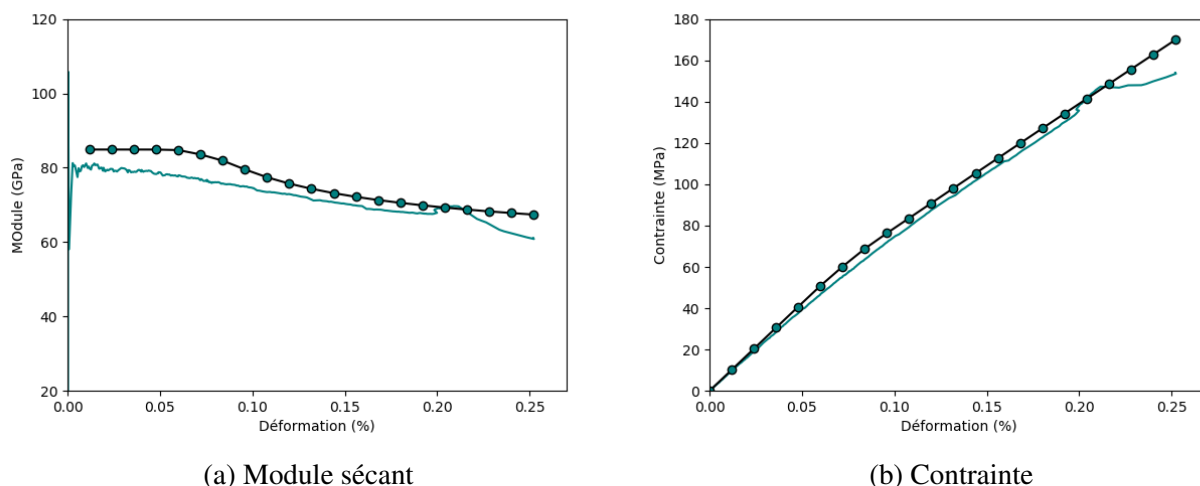 120
100
80
60
40
20
MOdule (GPa)
0.00 0.05 0.10 0.15 0.20 0.25
Déformation (%)
(a) Module sécant
180
160
140
120
100
80
60
40
20
0
Contrainte (MPa)
0.00 0.05 0.10 0.15 0.20 0.25
Déformation (%)
(b) Contrainte